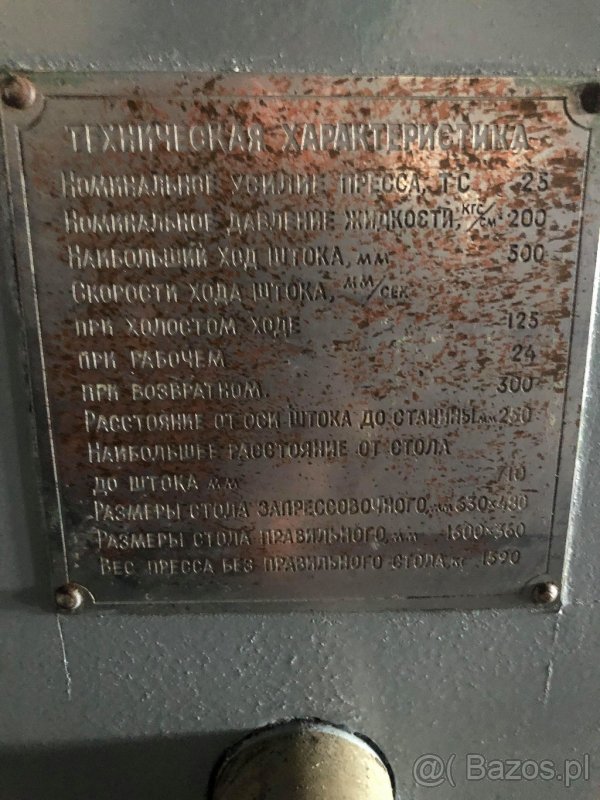 ТЕХНИЧЕСКАЯ ХАРАКТЕРИСТИКА
НОМИНАЛЬНОЕ УСИЛИЕ ПРЕССА, ТС 25
НОМИНАЛЬНОЕ ДАВЛЕНИЕ ЖИДКОСТИ, КГС/СМ² 200
НАИБОЛЬШИЙ ХОД ШТОКА, ММ 500
СКОРОСТИ ХОДА ШТОКА, ММ/СЕК
ПРИ ХОЛОСТОМ ХОДЕ 125
ПРИ РАБОЧЕМ 24
ПРИ ВОЗВРАТНОМ 300
РАССТОЯНИЕ ОТ ОСИ ШТОКА ДО СТАНИНЫ, ММ 250
НАИБОЛЬШЕЕ РАССТОЯНИЕ ОТ СТОЛА
ДО ШТОКА ММ 710
РАЗМЕРЫ СТОЛА ЗАПРЕССОВОЧНОГО, ММ 630×480
РАЗМЕРЫ СТОЛА ПРАВИЛЬНОГО, ММ 1600×360
ВЕС ПРЕССА БЕЗ ПРАВИЛЬНОГО СТОЛА, КГ 1390
@( Bazos.pl